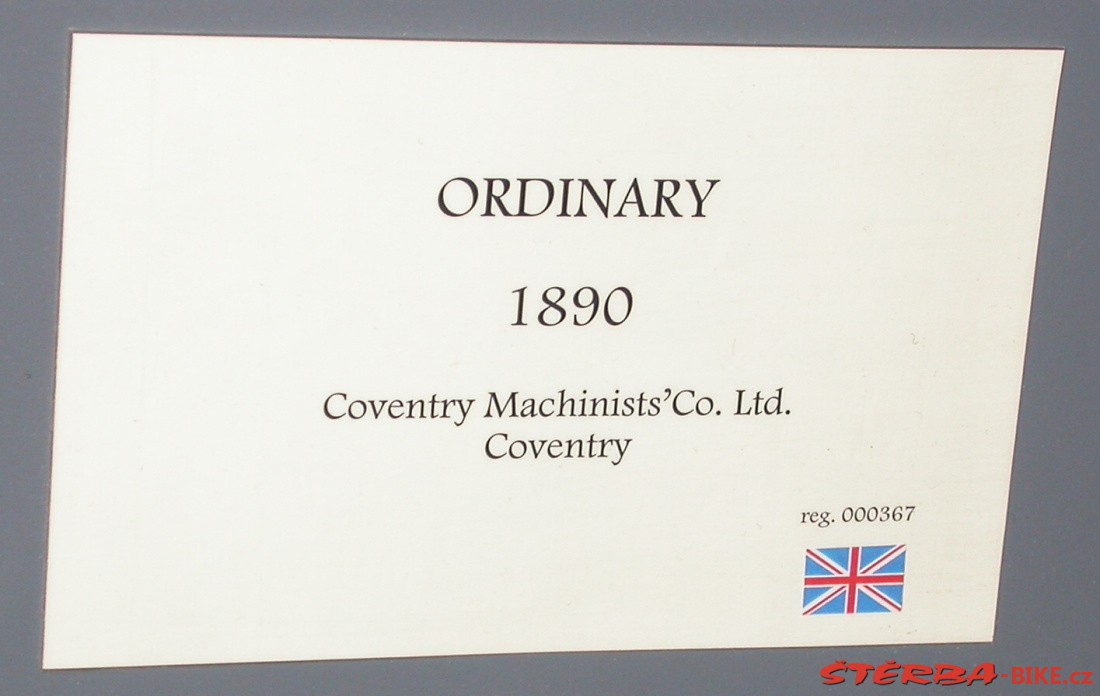 ORDINARY
1890
Coventry Machinists'Co. Ltd.
Coventry
reg. 000367
ŠTĚRBA-BIKE.cz